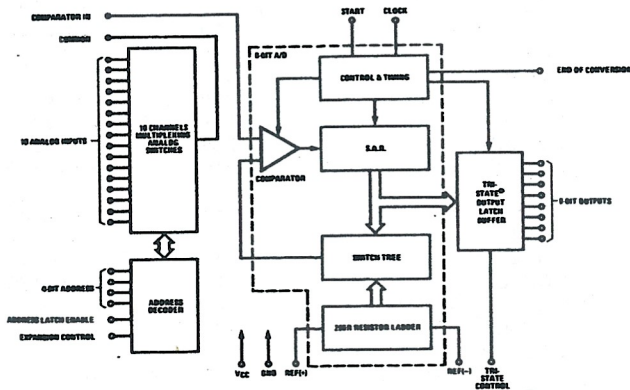 COMPARATOR IN
COMMON
START
CLOCK
8-BIT A/D
CONTROL & TIMING
END OF CONVERSION
16 ANALOG INPUTS
16 CHANNELS
MULTIPLEXING
ANALOG
SWITCHES
S.A.R.
COMPARATOR
TRI-
STATE®
OUTPUT
LATCH
BUFFER
8-BIT OUTPUTS
SWITCH TREE
4-BIT ADDRESS
ADDRESS
DECODER
ADDRESS LATCH ENABLE
EXPANSION CONTROL
256R RESISTOR LADDER
VCC
GND
REF(+)
REF(−)
TRI-
STATE
CONTROL